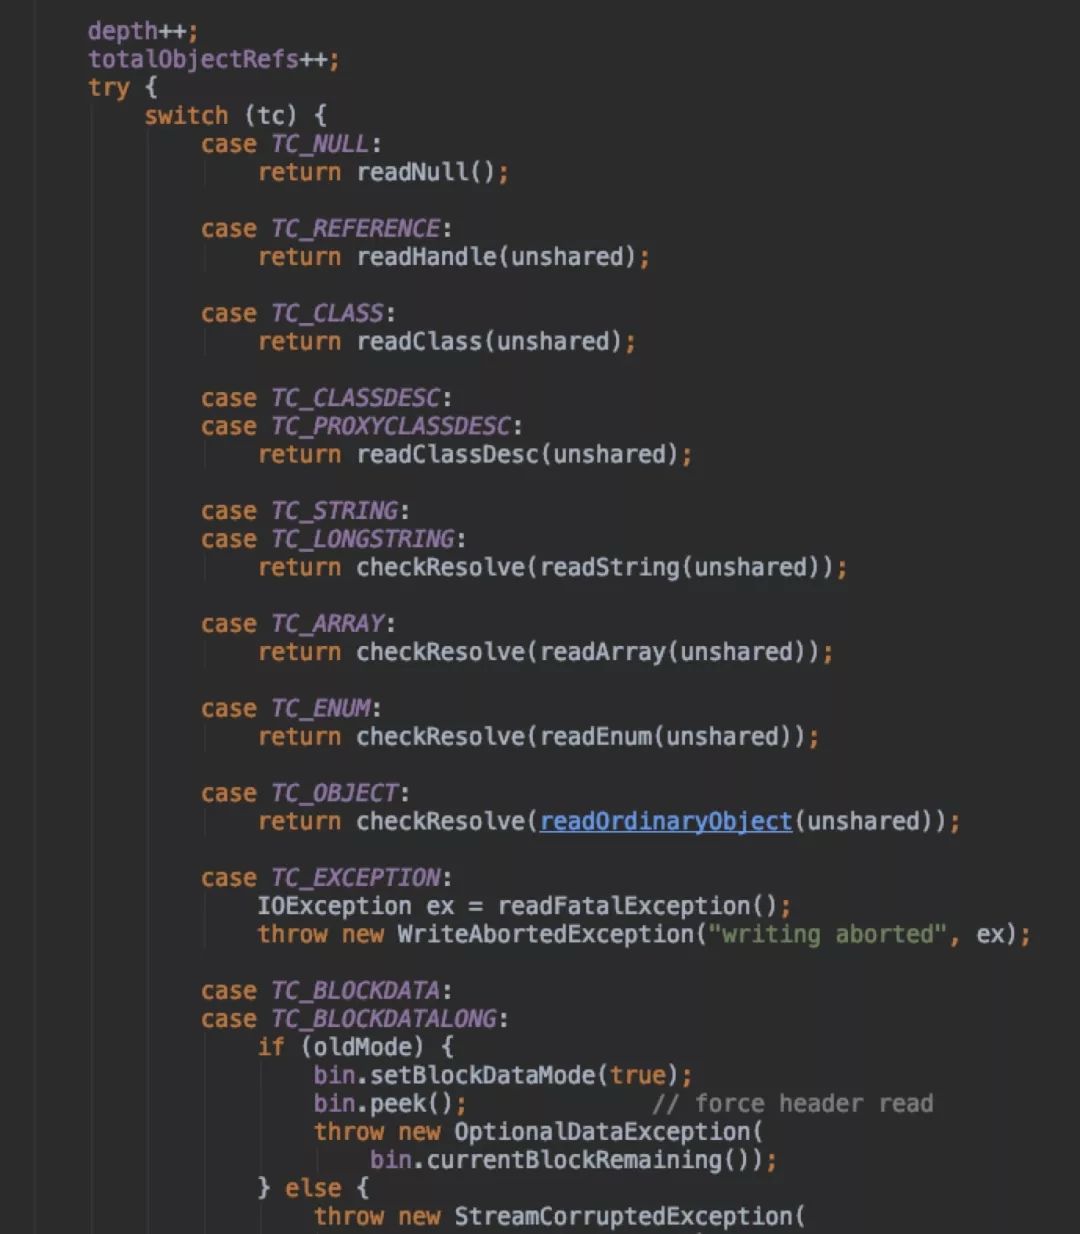 depth++;
totalObjectRefs++;
try {
switch (tc) {
case TC_NULL:
return readNull();
case TC_REFERENCE:
return readHandle(unshared);
case TC_CLASS:
return readClass(unshared);
case TC_CLASSDESC:
case TC_PROXYCLASSDESC:
return readClassDesc(unshared);
case TC_STRING:
case TC_LONGSTRING:
return checkResolve(readString(unshared));
case TC_ARRAY:
return checkResolve(readArray(unshared));
case TC_ENUM:
return checkResolve(readEnum(unshared));
case TC_OBJECT:
return checkResolve(readOrdinaryObject(unshared));
case TC_EXCEPTION:
IOException ex = readFatalException();
throw new WriteAbortedException("writing aborted", ex);
case TC_BLOCKDATA:
case TC_BLOCKDATALONG:
if (oldMode) {
bin.setBlockDataMode(true);
bin.peek();             // force header read
throw new OptionalDataException(
bin.currentBlockRemaining());
} else {
throw new StreamCorruptedException(